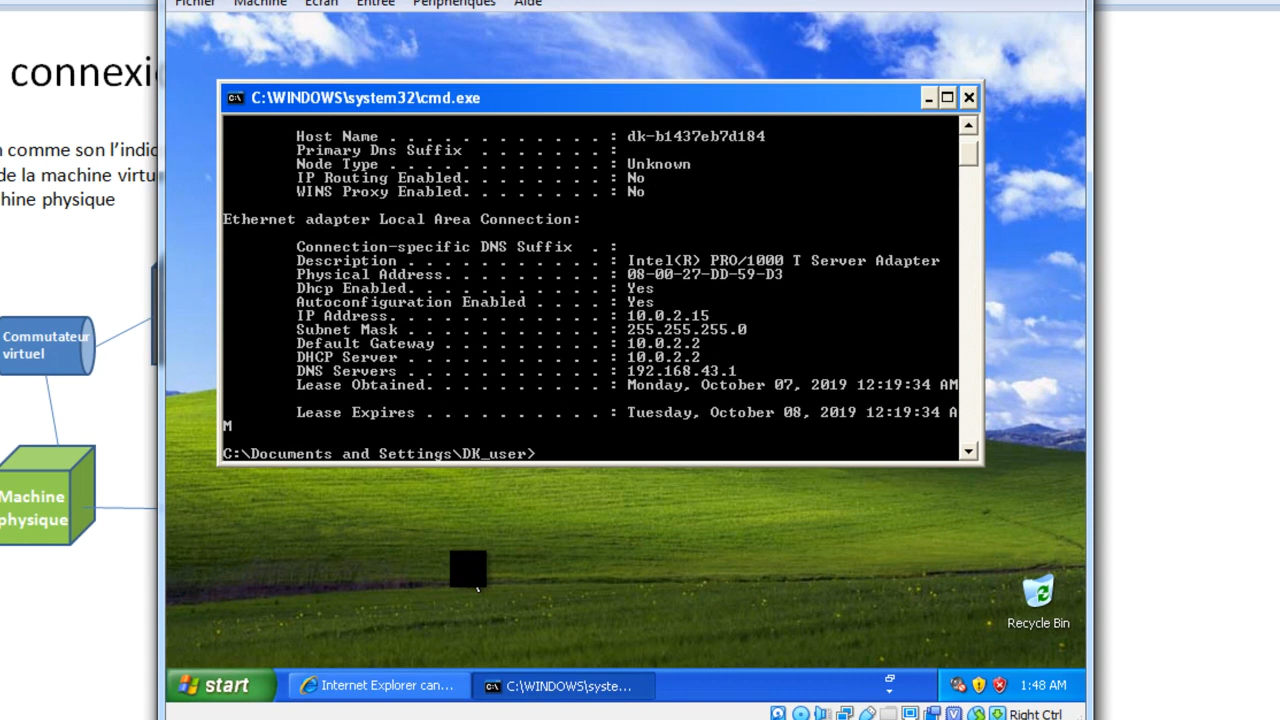 Fichier Machine Ecran Entrée Périphériques Aide
connexi
n comme son l'indic
de la machine virtu
hine physique
Commutateur
virtuel
Machine
physique
C:\WINDOWS\system32\cmd.exe
Host Name . . . . . . . . . . . . : dk-b1437eb7d184
Primary Dns Suffix . . . . . . . :
Node Type . . . . . . . . . . . . : Unknown
IP Routing Enabled. . . . . . . . : No
WINS Proxy Enabled. . . . . . . . : No
Ethernet adapter Local Area Connection:
Connection-specific DNS Suffix . :
Description . . . . . . . . . . . : Intel(R) PRO/1000 T Server Adapter
Physical Address. . . . . . . . . : 08-00-27-DD-59-D3
Dhcp Enabled. . . . . . . . . . . : Yes
Autoconfiguration Enabled . . . . : Yes
IP Address. . . . . . . . . . . . : 10.0.2.15
Subnet Mask . . . . . . . . . . . : 255.255.255.0
Default Gateway . . . . . . . . . : 10.0.2.2
DHCP Server . . . . . . . . . . . : 10.0.2.2
DNS Servers . . . . . . . . . . . : 192.168.43.1
Lease Obtained. . . . . . . . . . : Monday, October 07, 2019 12:19:34 AM
Lease Expires . . . . . . . . . . : Tuesday, October 08, 2019 12:19:34 A
M
C:\Documents and Settings\DK_user>
Recycle Bin
start
Internet Explorer can...
C:\WINDOWS\syste...
1:48 AM
Right Ctrl